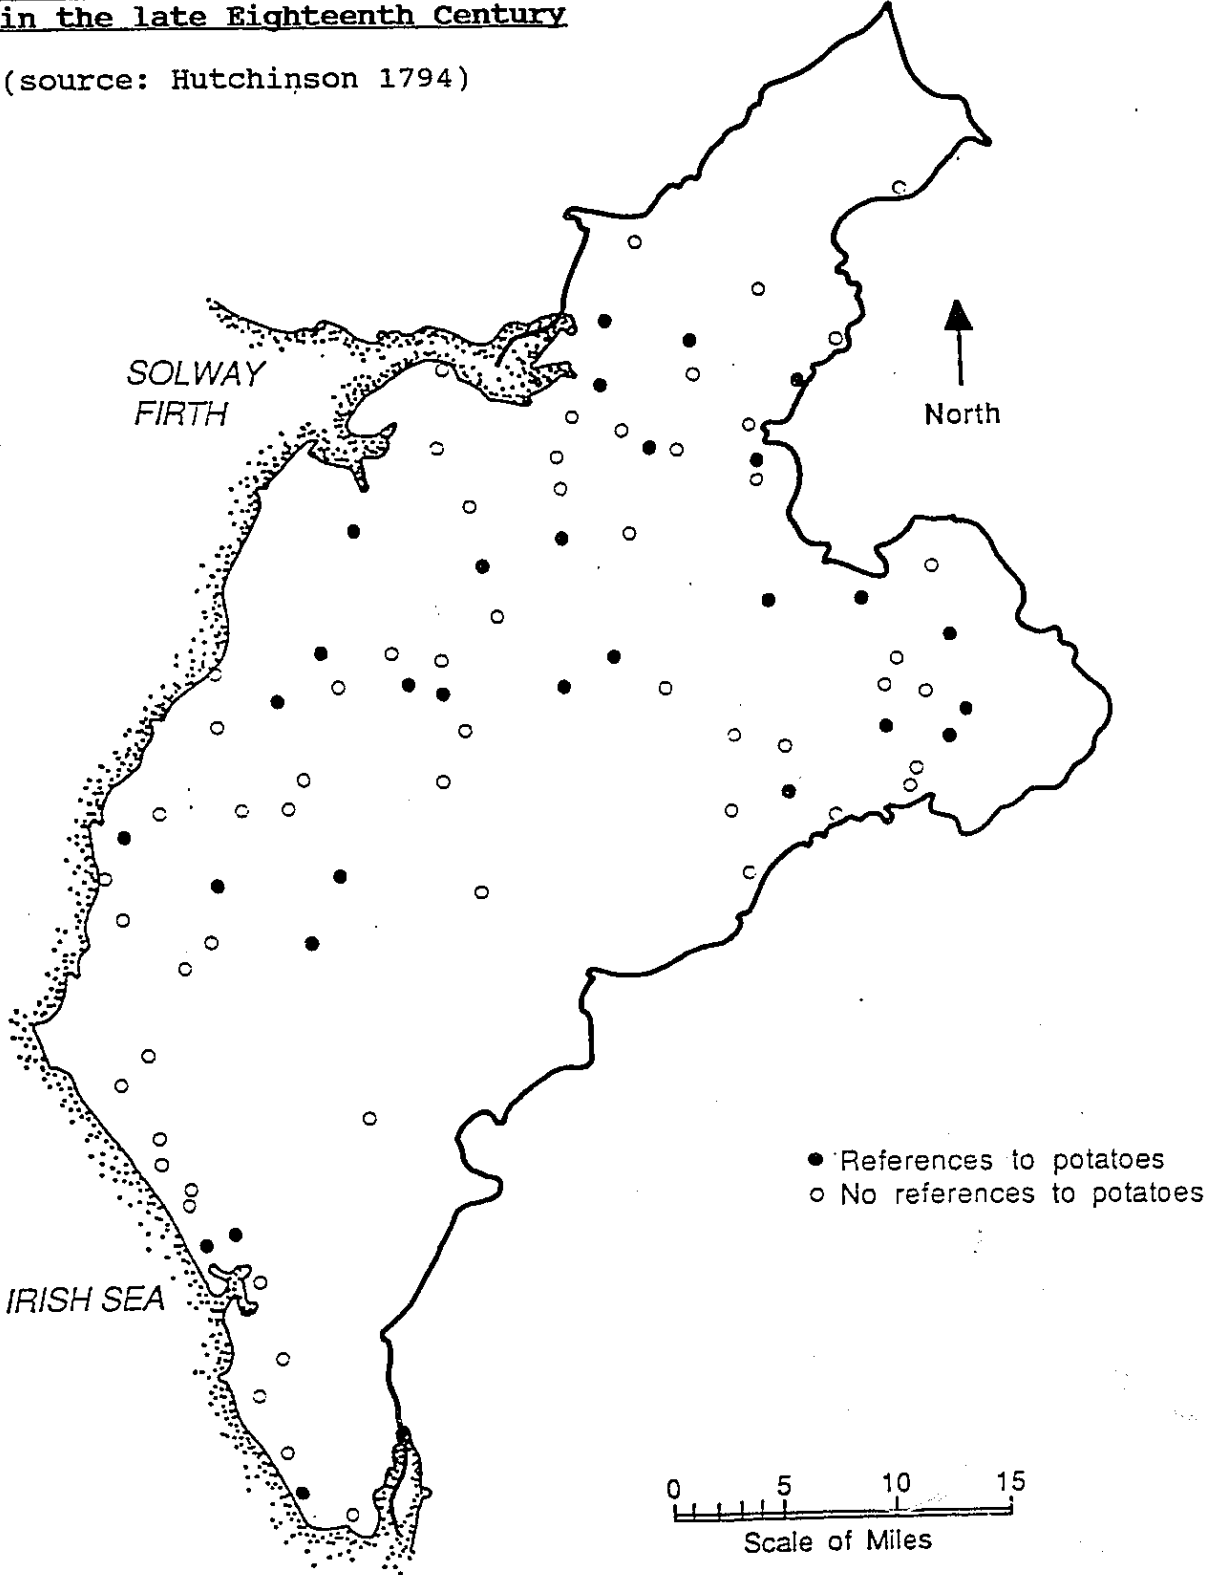 in the late Eighteenth Century
(source: Hutchinson 1794)
SOLWAY
FIRTH
North
References to potatoes
No references to potatoes
IRISH SEA
0 5 10 15
Scale of Miles